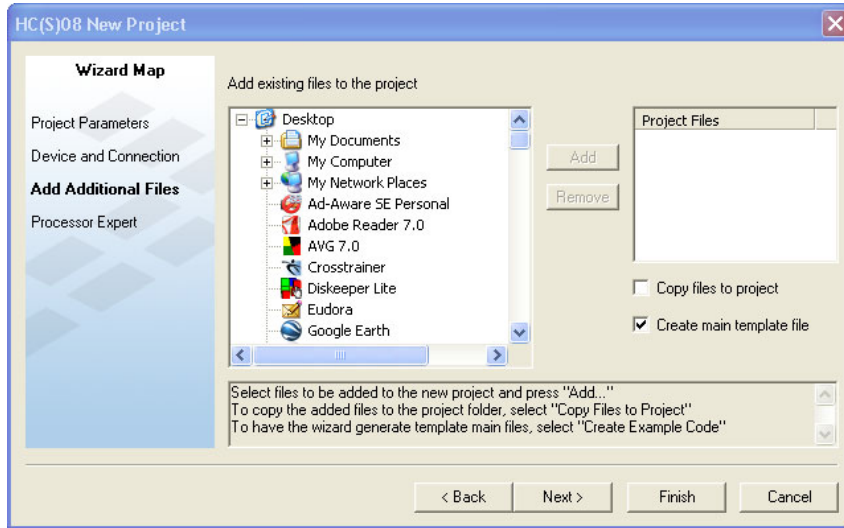 HC(S)08 New Project
Wizard Map
Project Parameters
Device and Connection
Add Additional Files
Processor Expert
Add existing files to the project
Desktop
My Documents
My Computer
My Network Places
Ad-Aware SE Personal
Adobe Reader 7.0
AVG 7.0
Crosstrainer
Diskeeper Lite
Eudora
Google Earth
Add
Remove
Project Files
Copy files to project
Create main template file
Select files to be added to the new project and press "Add..."
To copy the added files to the project folder, select "Copy Files to Project"
To have the wizard generate template main files, select "Create Example Code"
< Back
Next >
Finish
Cancel